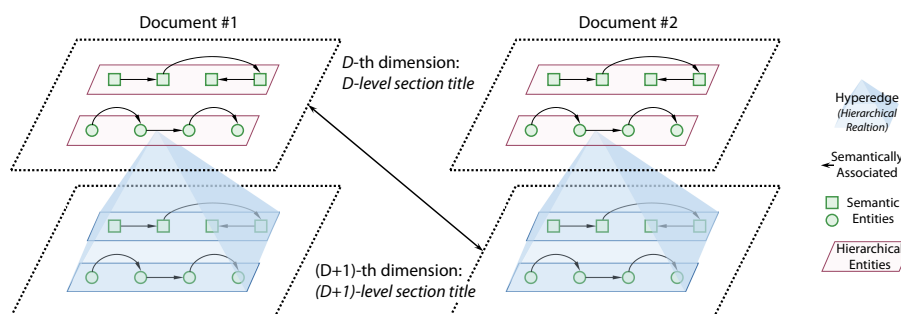 Document #1
Document #2
D-th dimension:
D-level section title
(D+1)-th dimension:
(D+1)-level section title
Hyperedge
(Hierarchical
Realtion)
Semantically
Associated
Semantic
Entities
Hierarchical
Entities